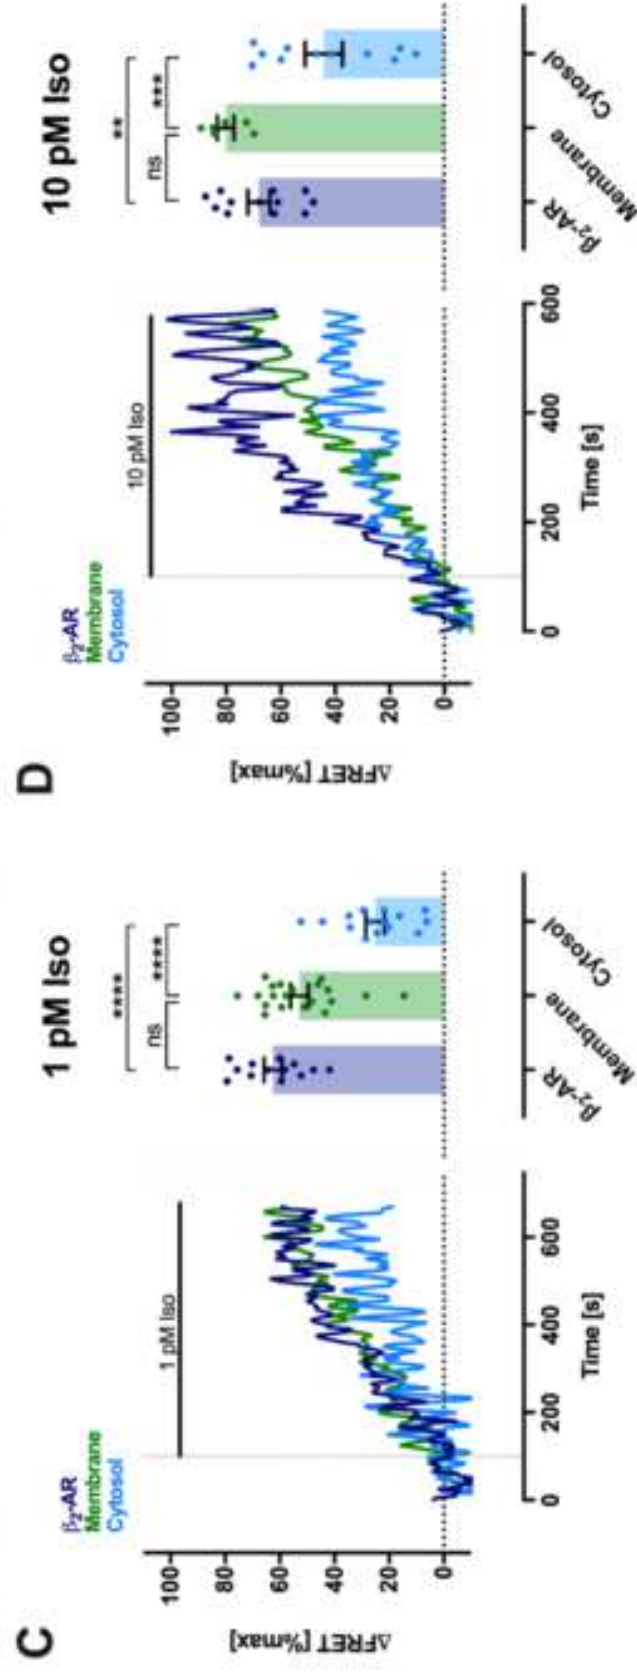 C
β₂-AR
Membrane
Cytosol
1 pM Iso
1 pM Iso
ΔFRET [%max]
100
80
60
40
20
0
0
200
400
600
Time [s]
****
ns
****
β₂-AR
Membrane
Cytosol
D
β₂-AR
Membrane
Cytosol
10 pM Iso
10 pM Iso
ΔFRET [%max]
100
80
60
40
20
0
0
200
400
600
Time [s]
**
ns
***
β₂-AR
Membrane
Cytosol